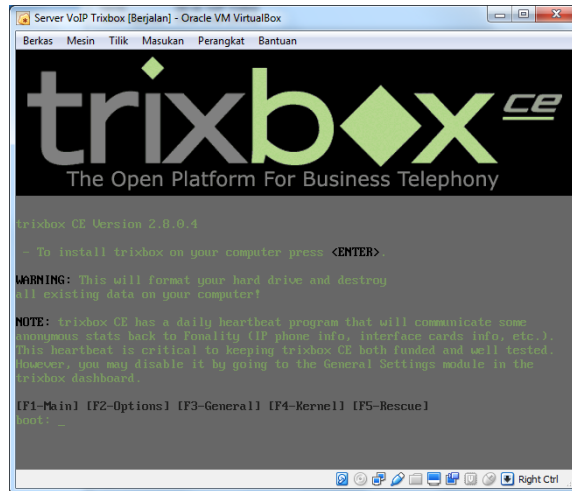 Server VoIP Trixbox [Berjalan] - Oracle VM VirtualBox
Berkas Mesin Tilik Masukan Perangkat Bantuan
trixbox CE
The Open Platform For Business Telephony
trixbox CE Version 2.8.0.4
- To install trixbox on your computer press <ENTER>.
WARNING: This will format your hard drive and destroy
all existing data on your computer!
NOTE: trixbox CE has a daily heartbeat program that will communicate some
anonymous stats back to Fonality (IP phone info, interface cards info, etc.).
This heartbeat is critical to keeping trixbox CE both funded and well tested.
However, you may disable it by going to the General Settings module in the
trixbox dashboard.
[F1-Main] [F2-Options] [F3-General] [F4-Kernel] [F5-Rescue]
boot: _
Right Ctrl